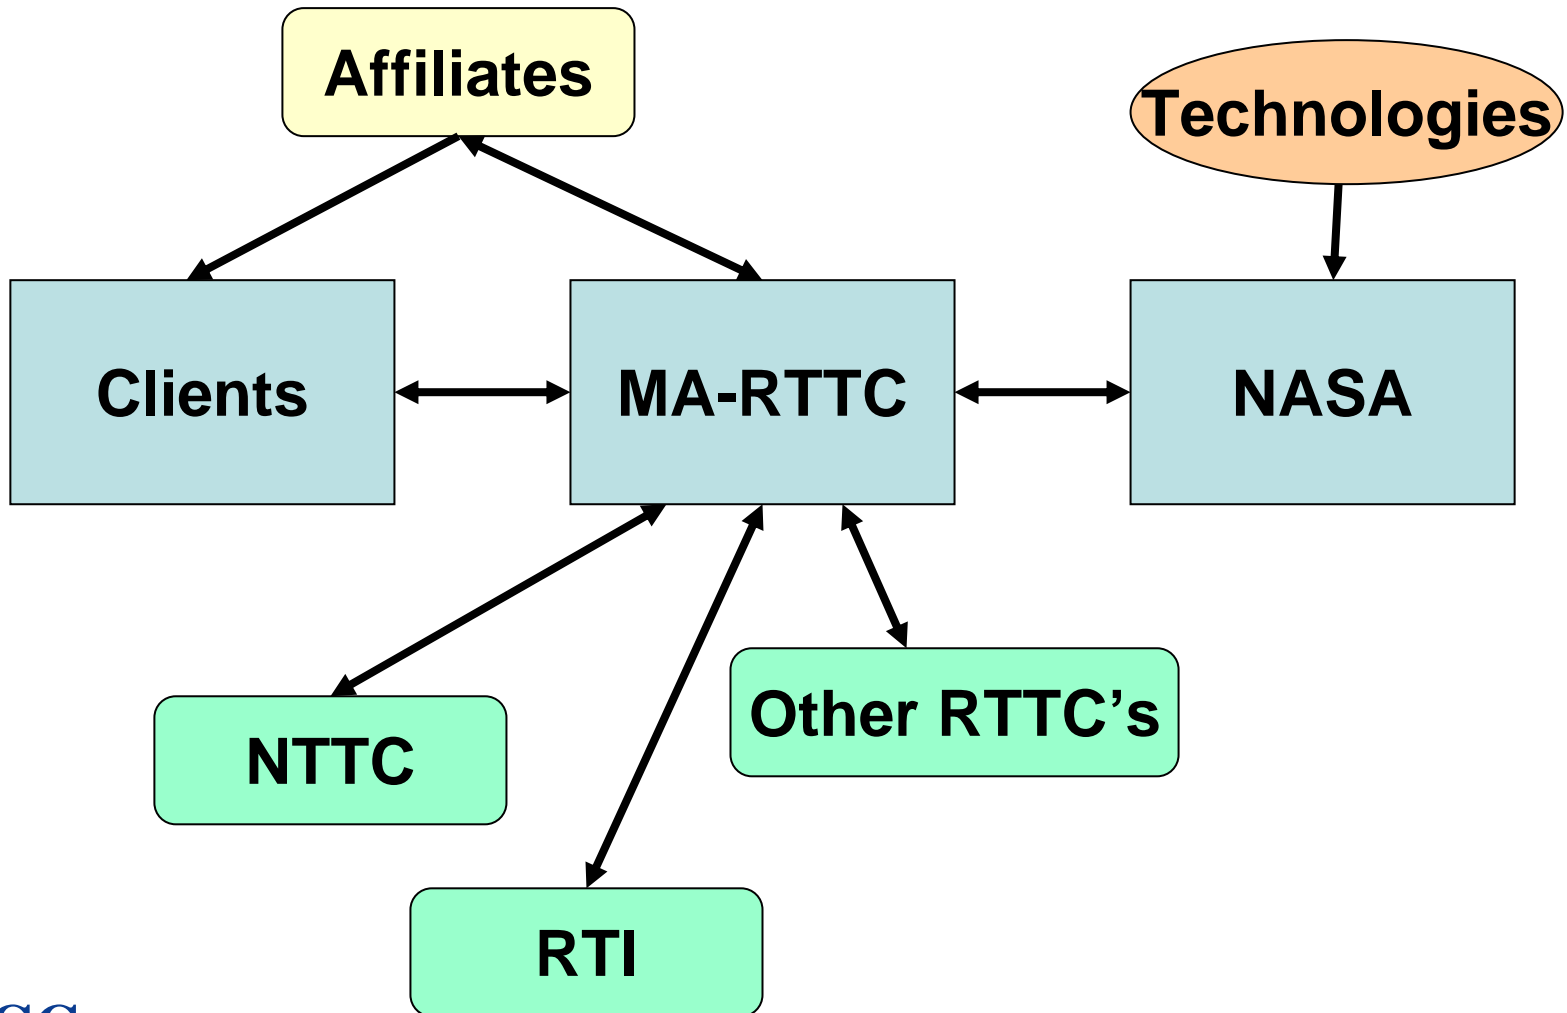 Affiliates
Technologies
Clients
MA-RTTC
NASA
Other RTTC’s
NTTC
RTI